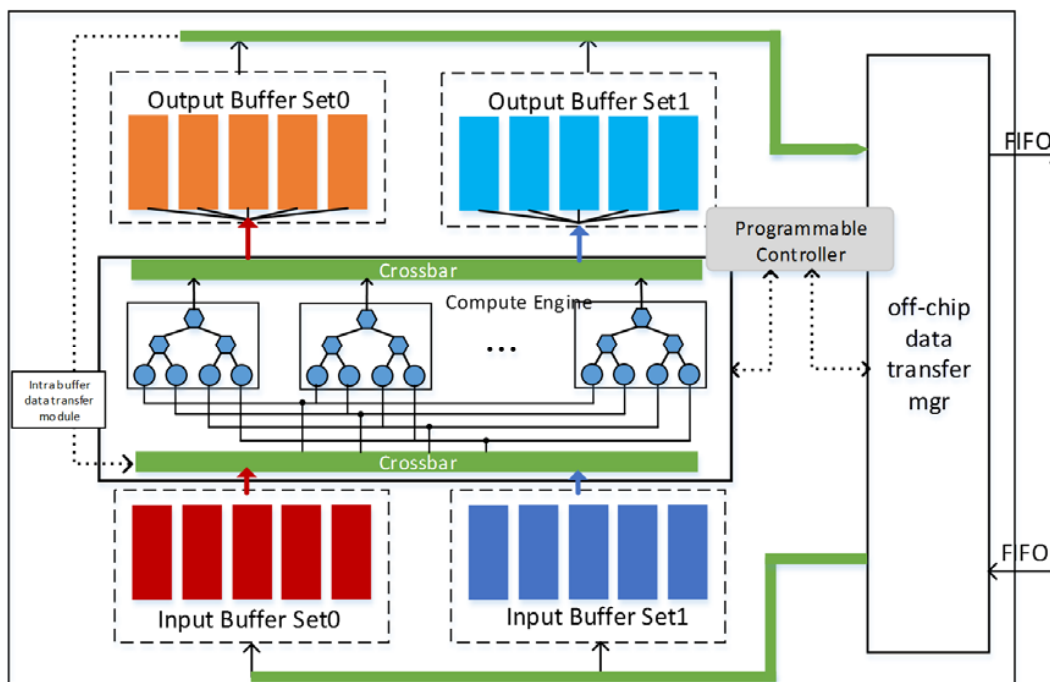 Output Buffer Set0
Output Buffer Set1
FIFO
Programmable
Controller
Crossbar
Compute Engine
...
off-chip
data
transfer
mgr
Intra buffer
data transfer
module
Crossbar
FIFO
Input Buffer Set0
Input Buffer Set1